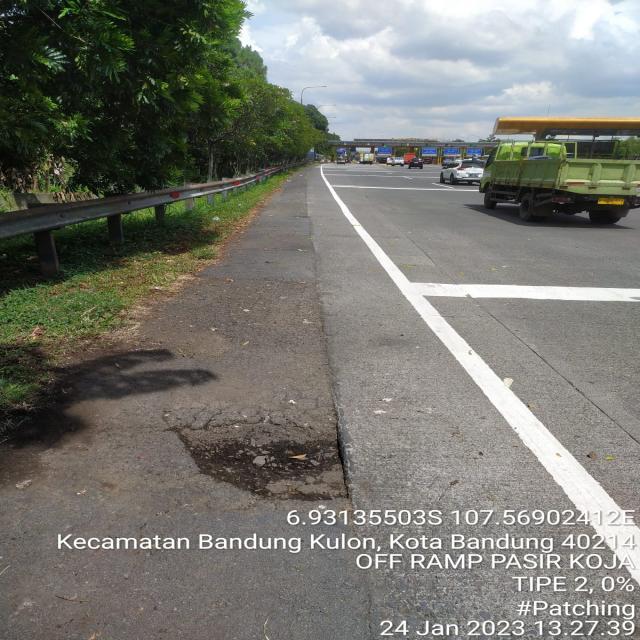 6.93135503S 107.56902412E
Kecamatan Bandung Kulon, Kota Bandung 40214
OFF RAMP PASIR KOJA
TIPE 2, 0%
#Patching
24 Jan 2023 13.27.39